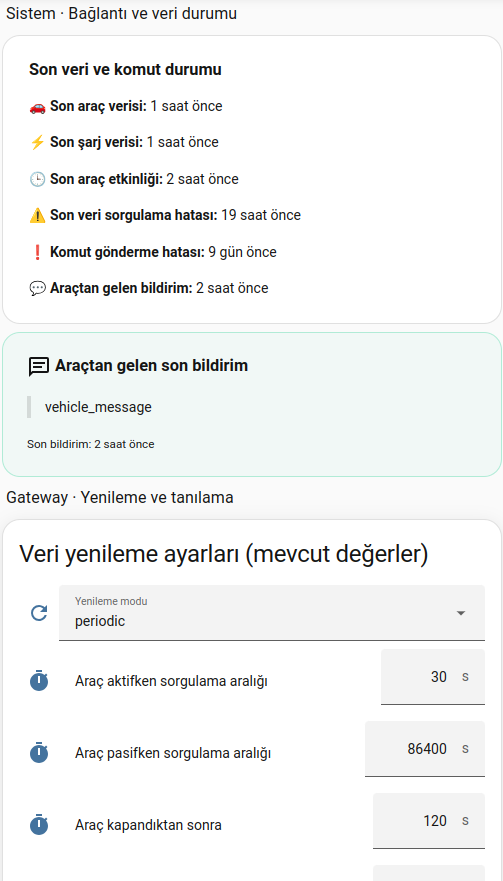 Sistem · Bağlantı ve veri durumu
Son veri ve komut durumu
🚗 Son araç verisi: 1 saat önce
⚡ Son şarj verisi: 1 saat önce
🕒 Son araç etkinliği: 2 saat önce
⚠️ Son veri sorgulama hatası: 19 saat önce
❗ Komut gönderme hatası: 9 gün önce
💬 Araçtan gelen bildirim: 2 saat önce
Araçtan gelen son bildirim
vehicle_message
Son bildirim: 2 saat önce
Gateway · Yenileme ve tanılama
Veri yenileme ayarları (mevcut değerler)
Yenileme modu
periodic
Araç aktifken sorgulama aralığı 30 s
Araç pasifken sorgulama aralığı 86400 s
Araç kapandıktan sonra 120 s